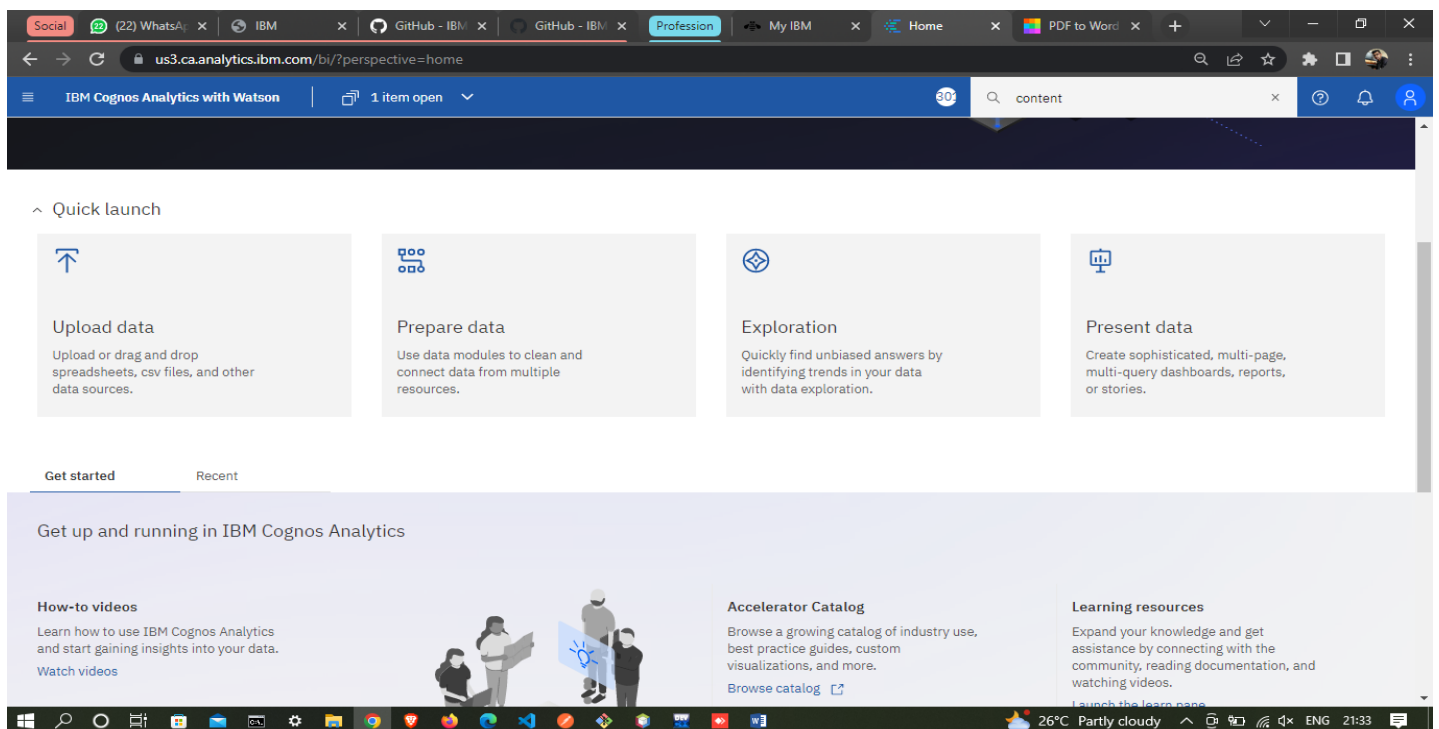 Social
22
(22) WhatsAp
IBM
GitHub - IBM
GitHub - IBM
Profession
My IBM
Home
PDF to Word
us3.ca.analytics.ibm.com/bi/?perspective=home
IBM Cognos Analytics with Watson
1 item open
content
Quick launch
Upload data
Upload or drag and drop
spreadsheets, csv files, and other
data sources.
Prepare data
Use data modules to clean and
connect data from multiple
resources.
Exploration
Quickly find unbiased answers by
identifying trends in your data
with data exploration.
Present data
Create sophisticated, multi-page,
multi-query dashboards, reports,
or stories.
Get started
Recent
Get up and running in IBM Cognos Analytics
How-to videos
Learn how to use IBM Cognos Analytics
and start gaining insights into your data.
Watch videos
Accelerator Catalog
Browse a growing catalog of industry use,
best practice guides, custom
visualizations, and more.
Browse catalog
Learning resources
Expand your knowledge and get
assistance by connecting with the
community, reading documentation, and
watching videos.
Launch the learn pane
26°C Partly cloudy
ENG
21:33